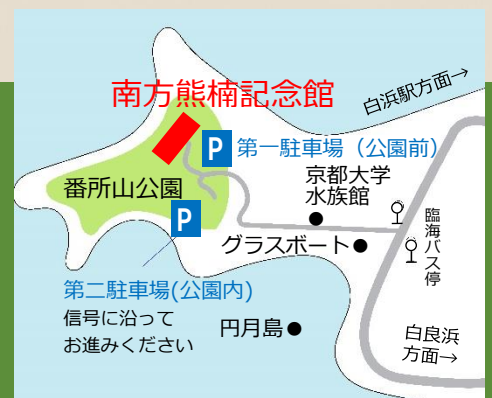 南方熊楠記念館
白浜駅方面→
P 第一駐車場（公園前）
京都大学
水族館
番所山公園
P
グラスボート●
臨海バス停
第二駐車場(公園内)
信号に沿って
お進みください
円月島●
白良浜
方面→